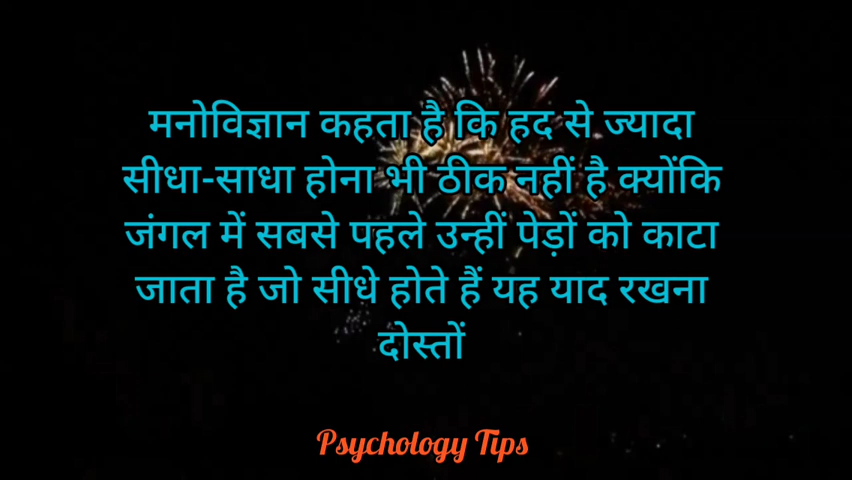 मनोविज्ञान कहता है कि हद से ज्यादा
सीधा-साधा होना भी ठीक नहीं है क्योंकि
जंगल में सबसे पहले उन्हीं पेड़ों को काटा
जाता है जो सीधे होते हैं यह याद रखना
दोस्तों
Psychology Tips